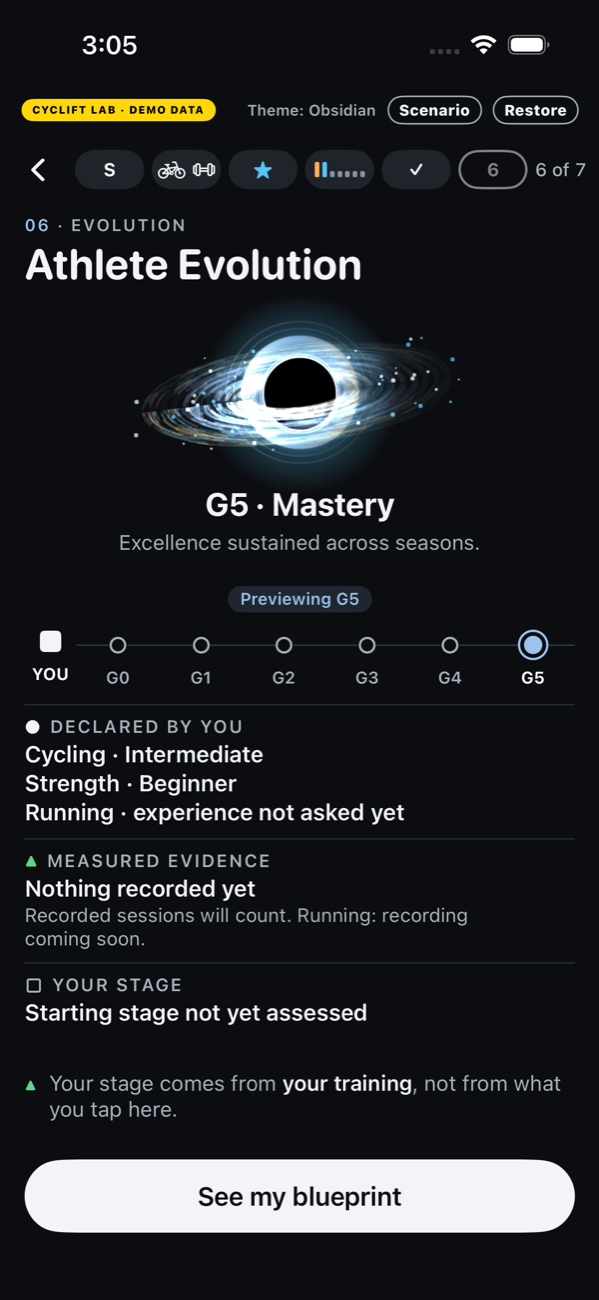 3:05
CYCLIFT LAB · DEMO DATA
Theme: Obsidian
Scenario
Restore
S
6
6 of 7
06 · EVOLUTION
Athlete Evolution
G5 · Mastery
Excellence sustained across seasons.
Previewing G5
YOU
G0
G1
G2
G3
G4
G5
DECLARED BY YOU
Cycling · Intermediate
Strength · Beginner
Running · experience not asked yet
MEASURED EVIDENCE
Nothing recorded yet
Recorded sessions will count. Running: recording
coming soon.
YOUR STAGE
Starting stage not yet assessed
Your stage comes from your training, not from what
you tap here.
See my blueprint